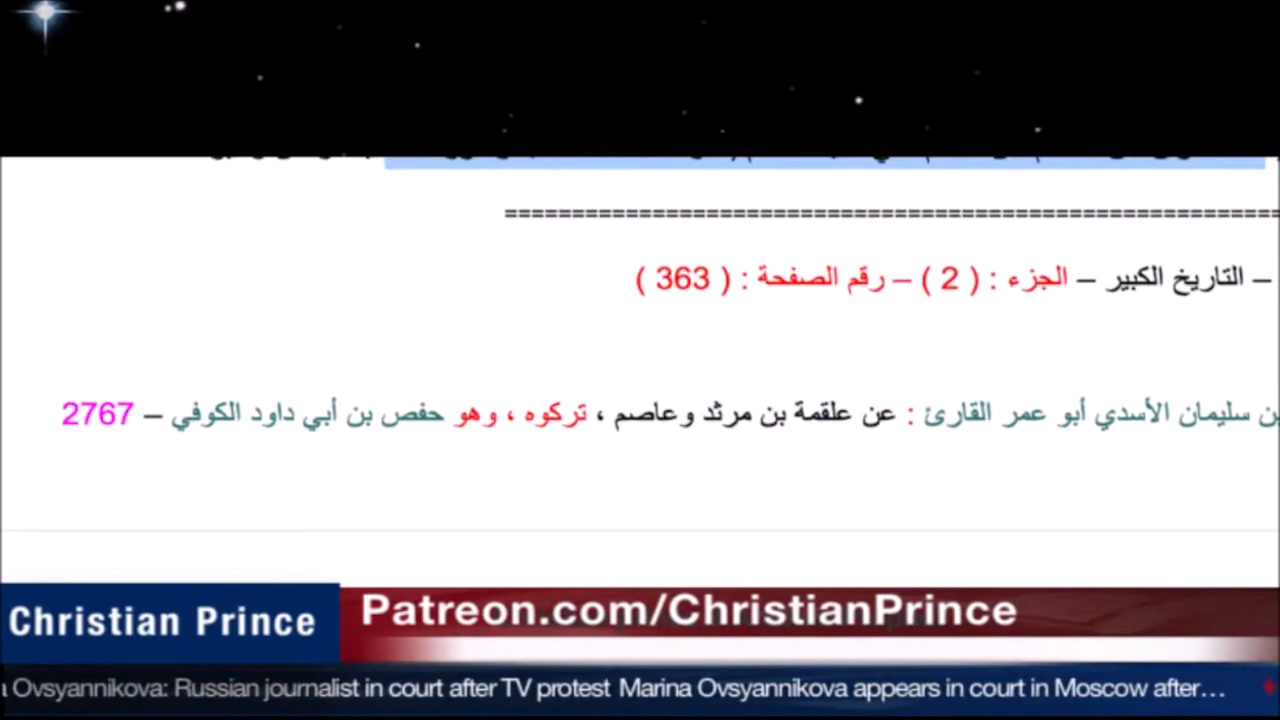 =====================================================
– التاريخ الكبير – الجزء : ( 2 ) – رقم الصفحة : ( 363 )
سليمان الأسدي أبو عمر القارئ : عن علقمة بن مرثد وعاصم ، تركوه ، وهو حفص بن أبي داود الكوفي – 2767
Christian Prince
Patreon.com/ChristianPrince
Ovsyannikova: Russian journalist in court after TV protest Marina Ovsyannikova appears in court in Moscow after…